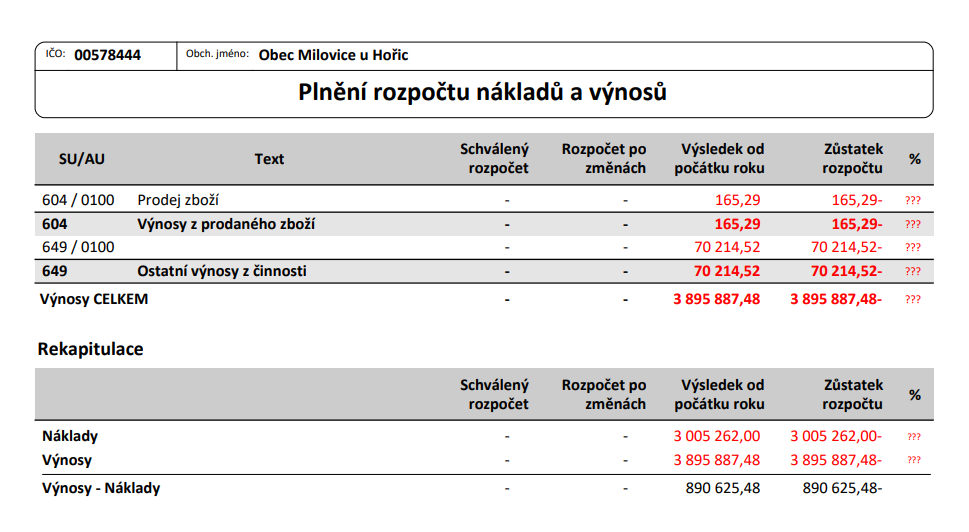 IČO: 00578444 Obch. jméno: Obec Milovice u Hořic
Plnění rozpočtu nákladů a výnosů
SU/AU Text Schválený rozpočet Rozpočet po změnách Výsledek od počátku roku Zůstatek rozpočtu %
604 / 0100 Prodej zboží - - 165,29 165,29- ???
604 Výnosy z prodaného zboží - - 165,29 165,29- ???
649 / 0100 - - 70 214,52 70 214,52- ???
649 Ostatní výnosy z činnosti - - 70 214,52 70 214,52- ???
Výnosy CELKEM - - 3 895 887,48 3 895 887,48- ???
Rekapitulace
Schválený rozpočet Rozpočet po změnách Výsledek od počátku roku Zůstatek rozpočtu %
Náklady - - 3 005 262,00 3 005 262,00- ???
Výnosy - - 3 895 887,48 3 895 887,48- ???
Výnosy - Náklady - - 890 625,48 890 625,48-